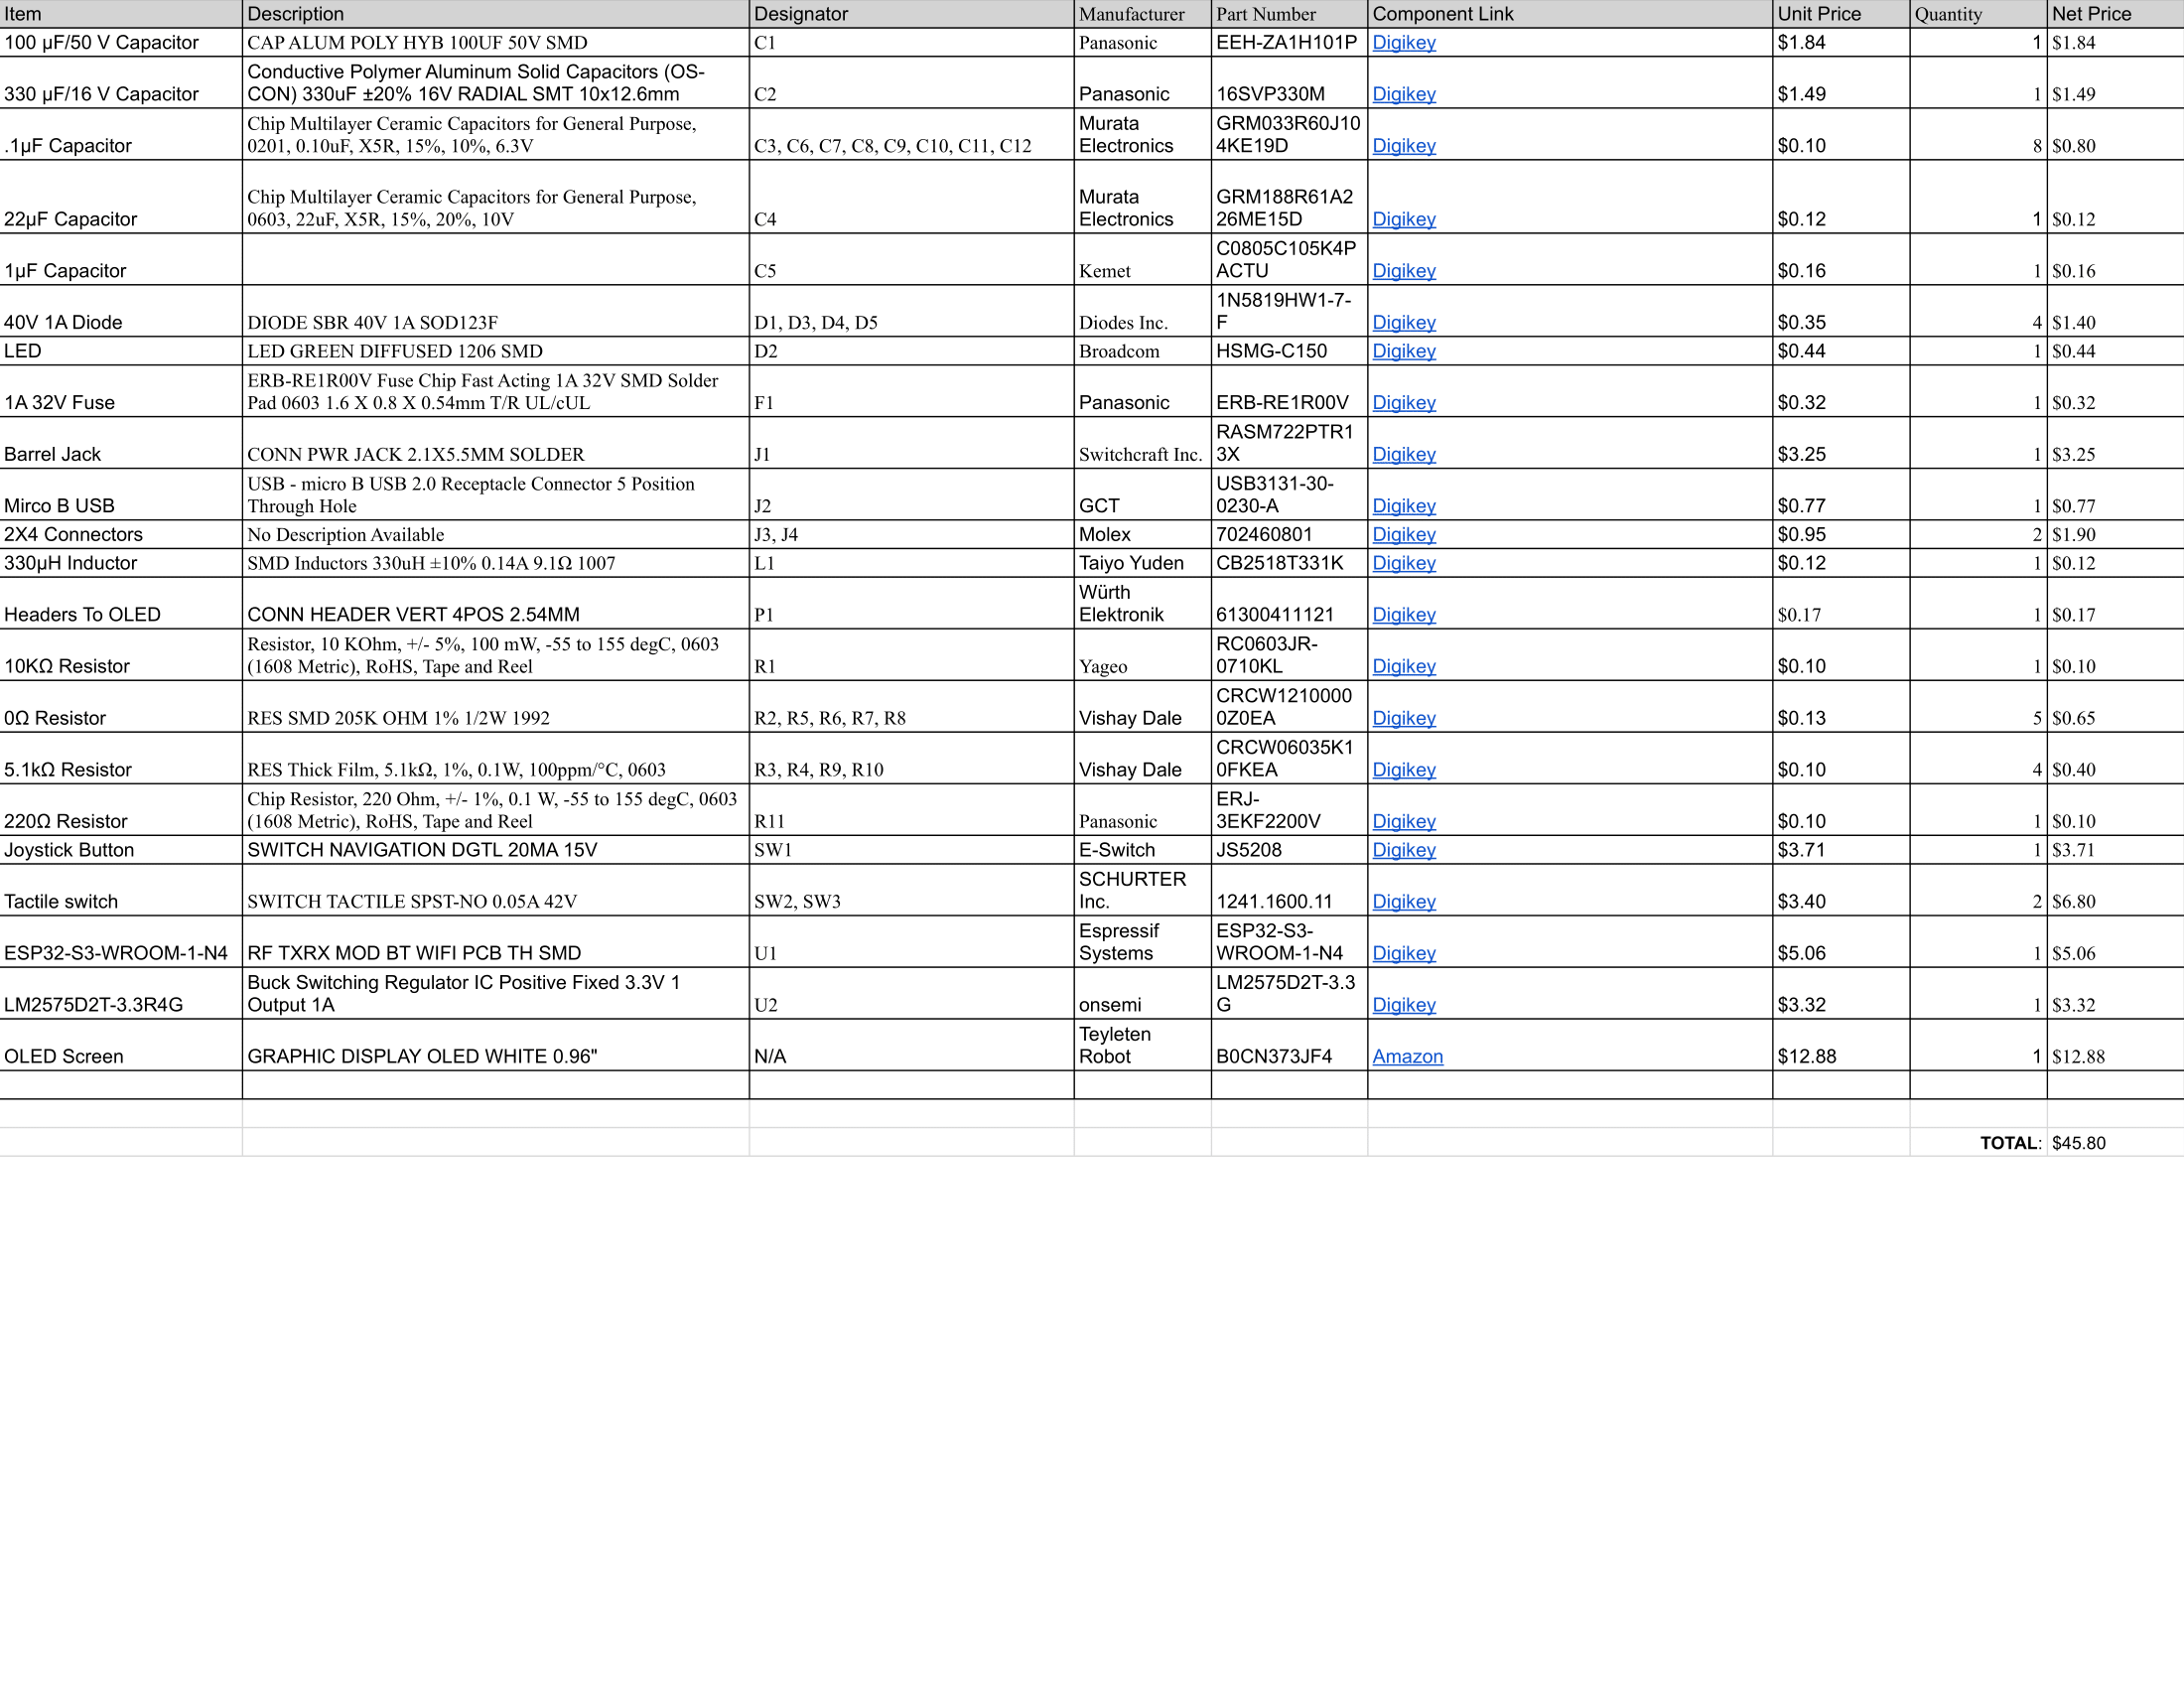 Item Description Designator Manufacturer Part Number Component Link Unit Price Quantity Net Price
100 µF/50 V Capacitor CAP ALUM POLY HYB 100UF 50V SMD C1 Panasonic EEH-ZA1H101P Digikey $1.84 1 $1.84
Conductive Polymer Aluminum Solid Capacitors (OS-
330 µF/16 V Capacitor CON) 330uF ±20% 16V RADIAL SMT 10x12.6mm C2 Panasonic 16SVP330M Digikey $1.49 1 $1.49
Chip Multilayer Ceramic Capacitors for General Purpose, Murata GRM033R60J10
.1µF Capacitor 0201, 0.10uF, X5R, 15%, 10%, 6.3V C3, C6, C7, C8, C9, C10, C11, C12 Electronics 4KE19D Digikey $0.10 8 $0.80
Chip Multilayer Ceramic Capacitors for General Purpose, Murata GRM188R61A2
22µF Capacitor 0603, 22uF, X5R, 15%, 20%, 10V C4 Electronics 26ME15D Digikey $0.12 1 $0.12
C0805C105K4P
1µF Capacitor C5 Kemet ACTU Digikey $0.16 1 $0.16
1N5819HW1-7-
40V 1A Diode DIODE SBR 40V 1A SOD123F D1, D3, D4, D5 Diodes Inc. F Digikey $0.35 4 $1.40
LED LED GREEN DIFFUSED 1206 SMD D2 Broadcom HSMG-C150 Digikey $0.44 1 $0.44
ERB-RE1R00V Fuse Chip Fast Acting 1A 32V SMD Solder
1A 32V Fuse Pad 0603 1.6 X 0.8 X 0.54mm T/R UL/cUL F1 Panasonic ERB-RE1R00V Digikey $0.32 1 $0.32
RASM722PTR1
Barrel Jack CONN PWR JACK 2.1X5.5MM SOLDER J1 Switchcraft Inc. 3X Digikey $3.25 1 $3.25
USB - micro B USB 2.0 Receptacle Connector 5 Position USB3131-30-
Mirco B USB Through Hole J2 GCT 0230-A Digikey $0.77 1 $0.77
2X4 Connectors No Description Available J3, J4 Molex 702460801 Digikey $0.95 2 $1.90
330µH Inductor SMD Inductors 330uH ±10% 0.14A 9.1Ω 1007 L1 Taiyo Yuden CB2518T331K Digikey $0.12 1 $0.12
Würth
Headers To OLED CONN HEADER VERT 4POS 2.54MM P1 Elektronik 61300411121 Digikey $0.17 1 $0.17
Resistor, 10 KOhm, +/- 5%, 100 mW, -55 to 155 degC, 0603 RC0603JR-
10KΩ Resistor (1608 Metric), RoHS, Tape and Reel R1 Yageo 0710KL Digikey $0.10 1 $0.10
CRCW1210000
0Ω Resistor RES SMD 205K OHM 1% 1/2W 1992 R2, R5, R6, R7, R8 Vishay Dale 0Z0EA Digikey $0.13 5 $0.65
CRCW06035K1
5.1kΩ Resistor RES Thick Film, 5.1kΩ, 1%, 0.1W, 100ppm/°C, 0603 R3, R4, R9, R10 Vishay Dale 0FKEA Digikey $0.10 4 $0.40
Chip Resistor, 220 Ohm, +/- 1%, 0.1 W, -55 to 155 degC, 0603 ERJ-
220Ω Resistor (1608 Metric), RoHS, Tape and Reel R11 Panasonic 3EKF2200V Digikey $0.10 1 $0.10
Joystick Button SWITCH NAVIGATION DGTL 20MA 15V SW1 E-Switch JS5208 Digikey $3.71 1 $3.71
SCHURTER
Tactile switch SWITCH TACTILE SPST-NO 0.05A 42V SW2, SW3 Inc. 1241.1600.11 Digikey $3.40 2 $6.80
Espressif ESP32-S3-
ESP32-S3-WROOM-1-N4 RF TXRX MOD BT WIFI PCB TH SMD U1 Systems WROOM-1-N4 Digikey $5.06 1 $5.06
Buck Switching Regulator IC Positive Fixed 3.3V 1 LM2575D2T-3.3
LM2575D2T-3.3R4G Output 1A U2 onsemi G Digikey $3.32 1 $3.32
Teyleten
OLED Screen GRAPHIC DISPLAY OLED WHITE 0.96" N/A Robot B0CN373JF4 Amazon $12.88 1 $12.88
TOTAL: $45.80